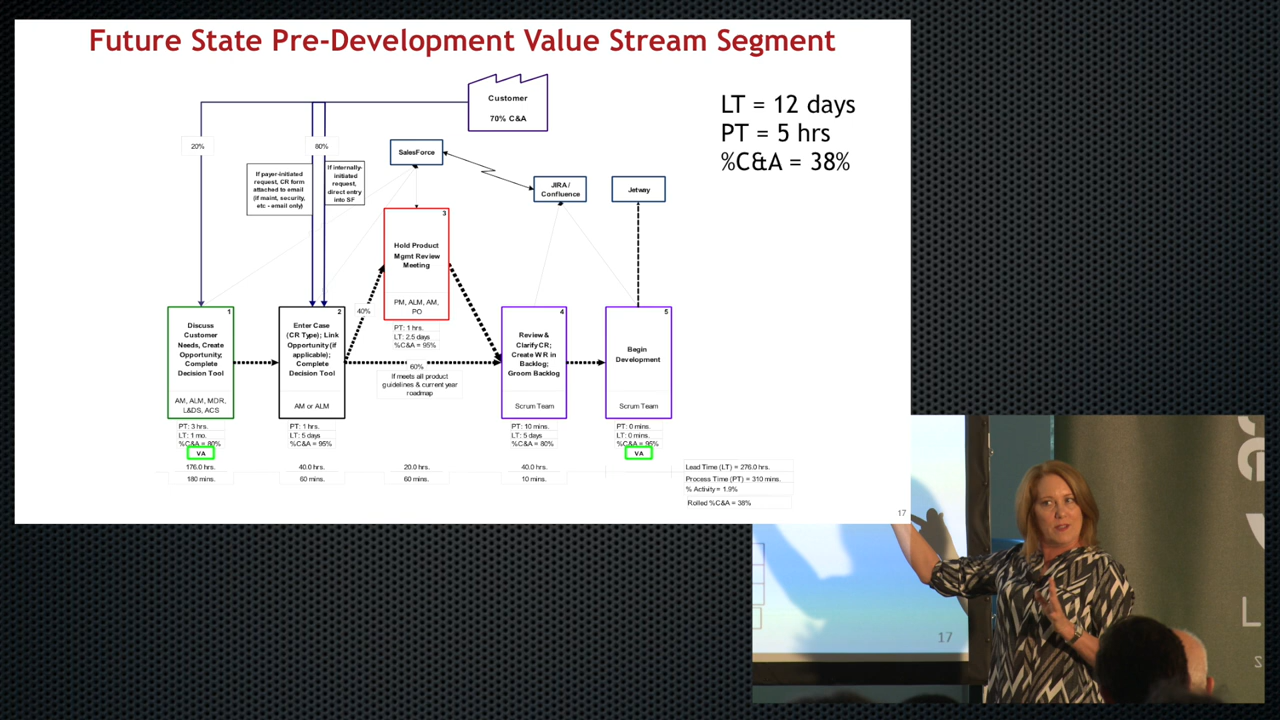 Future State Pre-Development Value Stream Segment
Customer
70% C&A
LT = 12 days
PT = 5 hrs
%C&A = 38%
20%
80%
SalesForce
If payer-initiated
request, CR form
attached to email
(If maint, security,
etc - email only)
If internally-
initiated
request,
direct entry
into SF
JIRA /
Confluence
Jetway
3
Hold Product
Mgmt Review
Meeting
PM, ALM, AM,
PO
PT: 1 hrs.
LT: 2.5 days
%C&A = 95%
1
Discuss
Customer
Needs, Create
Opportunity;
Complete
Decision Tool
AM, ALM, MDR,
L&DS, ACS
PT: 3 hrs.
LT: 1 mo.
%C&A = 80%
VA
2
Enter Case
(CR Type); Link
Opportunity (if
applicable);
Complete
Decision Tool
AM or ALM
PT: 1 hrs.
LT: 5 days
%C&A = 95%
40%
60%
If meets all product
guidelines & current year
roadmap
4
Review &
Clarify CR;
Create WR in
Backlog;
Groom Backlog
Scrum Team
PT: 10 mins.
LT: 5 days
%C&A = 80%
5
Begin
Development
Scrum Team
PT: 0 mins.
LT: 0 mins.
%C&A = 95%
VA
176.0 hrs.
40.0 hrs.
20.0 hrs.
40.0 hrs.
180 mins.
60 mins.
60 mins.
10 mins.
Lead Time (LT) = 276.0 hrs.
Process Time (PT) = 310 mins.
% Activity = 1.9%
Rolled %C&A = 38%
17
17
L
S